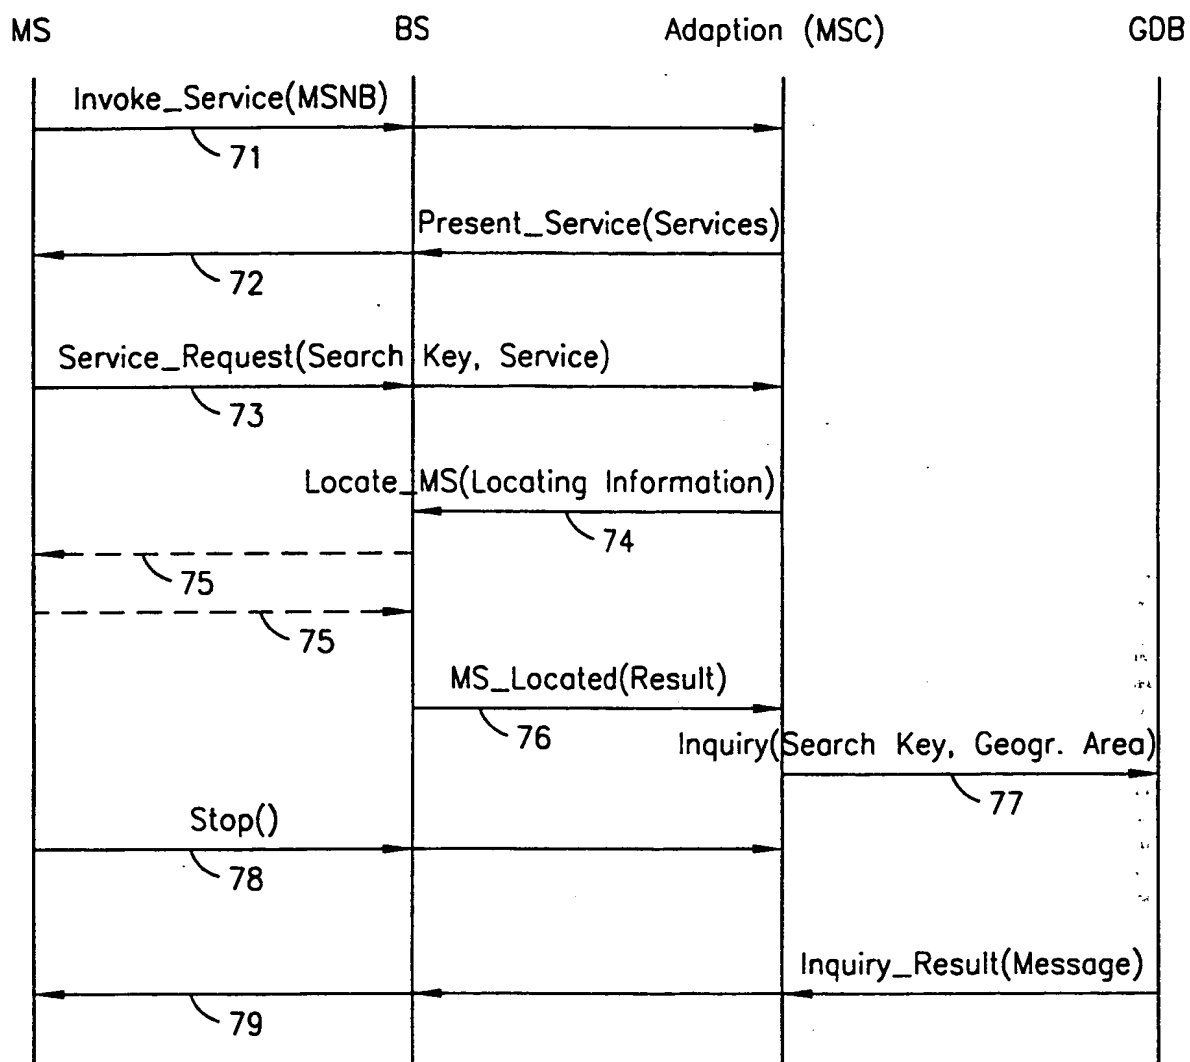 MS BS Adaption (MSC) GDB
Invoke_Service(MSNB)
71
Present_Service(Services)
72
Service_Request(Search Key, Service)
73
Locate_MS(Locating Information)
74
75
75
MS_Located(Result)
76
Inquiry(Search Key, Geogr. Area)
77
Stop()
78
Inquiry_Result(Message)
79